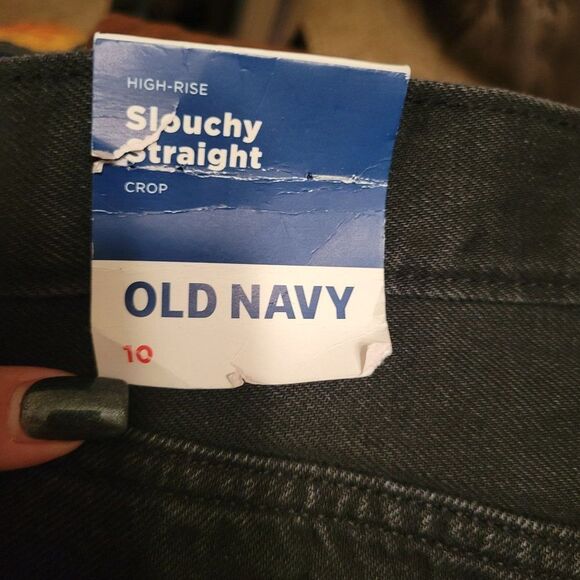 HIGH-RISE
Slouchy
Straight
CROP
OLD NAVY
10